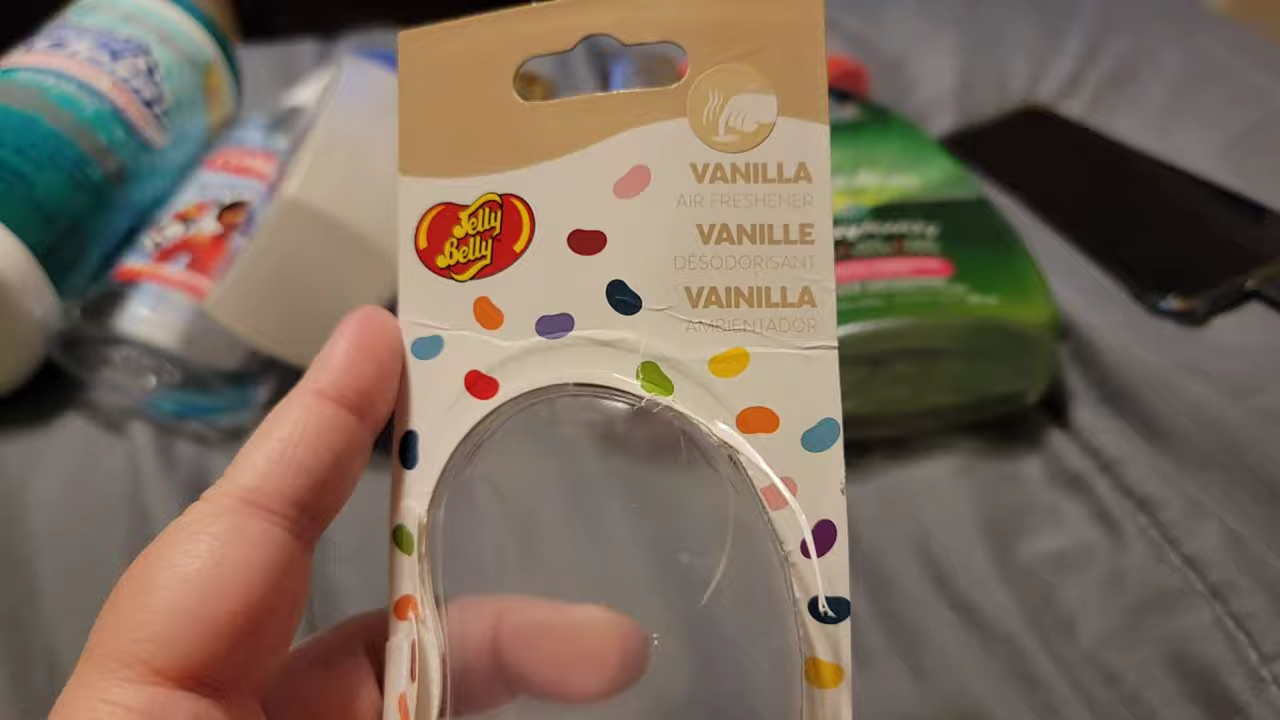 Jelly
Belly
VANILLA
AIR FRESHENER
VANILLE
DÉSODORISANT
VAINILLA
AMBIENTADOR